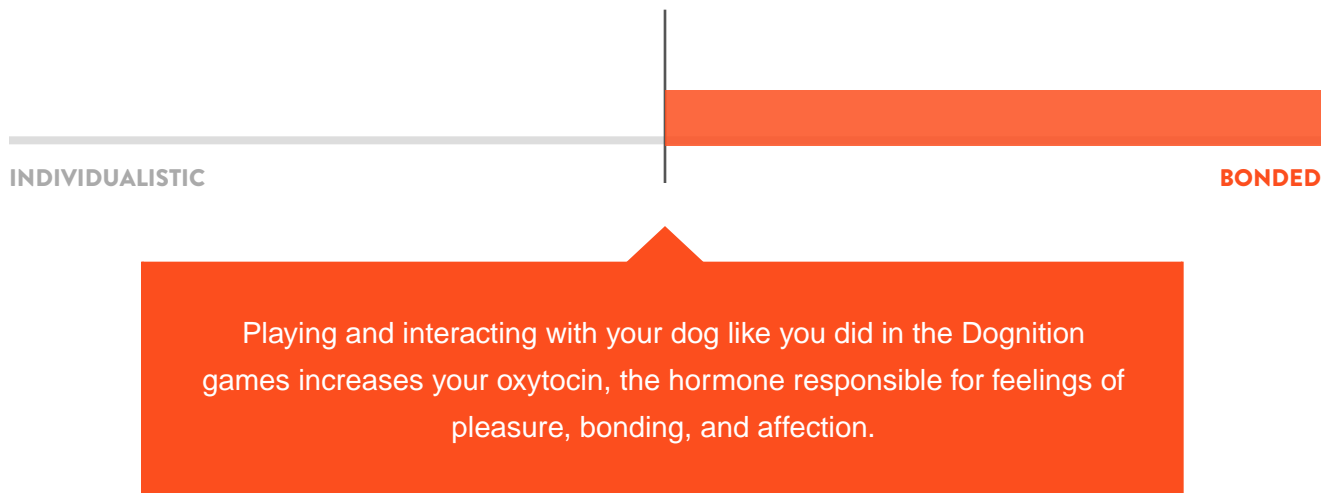 INDIVIDUALISTIC
BONDED
Playing and interacting with your dog like you did in the Dognition
games increases your oxytocin, the hormone responsible for feelings of
pleasure, bonding, and affection.